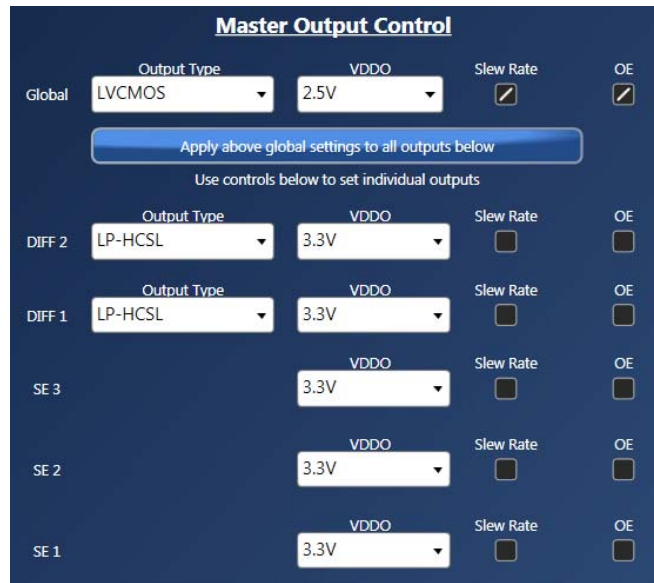 Master Output Control
Output Type VDDO Slew Rate OE
Global LVCMOS 2.5V
Apply above global settings to all outputs below
Use controls below to set individual outputs
Output Type VDDO Slew Rate OE
DIFF 2 LP-HCSL 3.3V
Output Type VDDO Slew Rate OE
DIFF 1 LP-HCSL 3.3V
VDDO Slew Rate OE
SE 3 3.3V
VDDO Slew Rate OE
SE 2 3.3V
VDDO Slew Rate OE
SE 1 3.3V